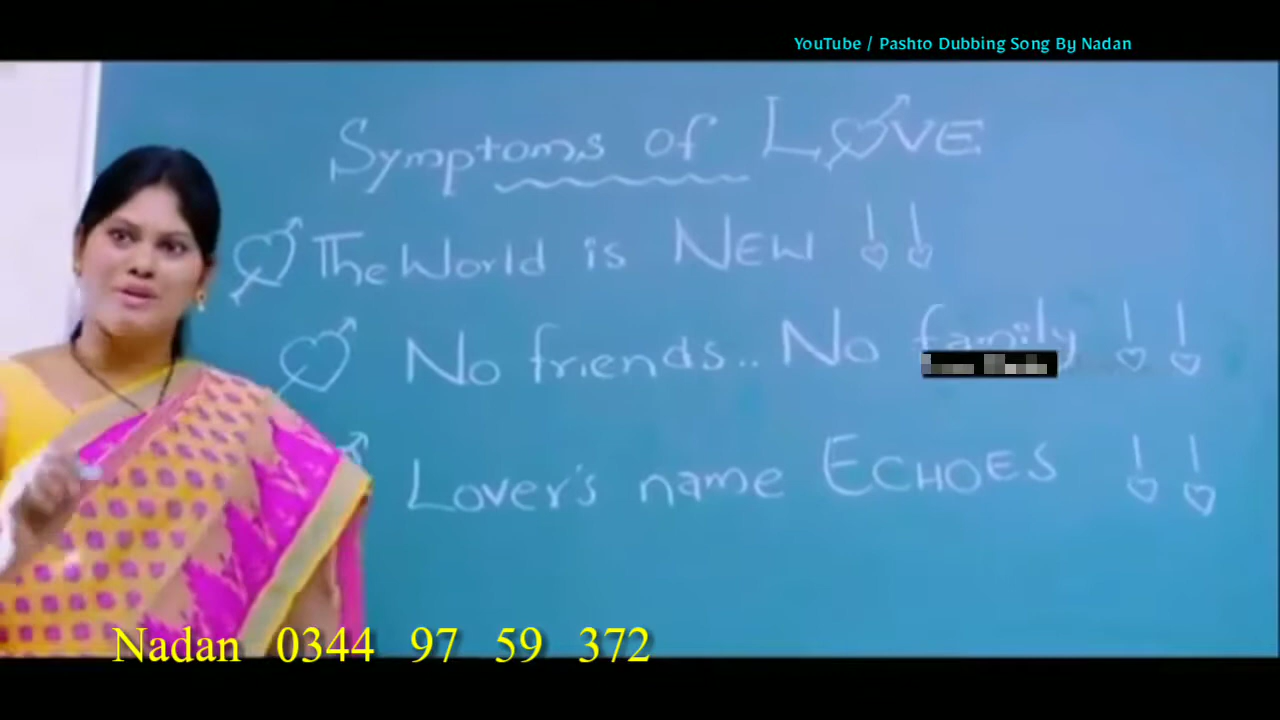 YouTube / Pashto Dubbing Song By Nadan
Symptoms of LOVE
The World is NEW !!
No friends.. No family !!
Lover's name ECHOES !!
Nadan 0344 97 59 372